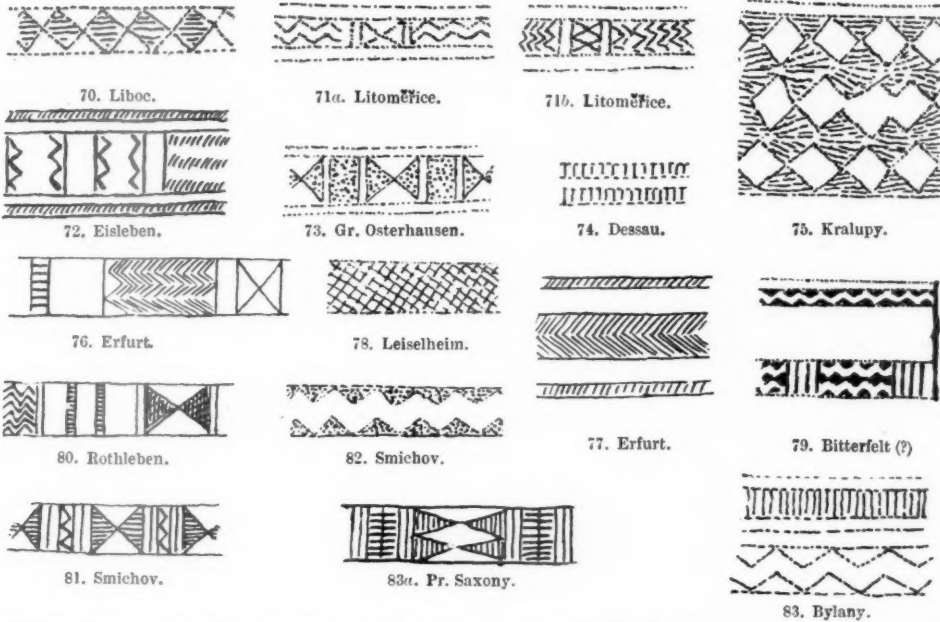 70. Liboc.
71a. Litoměřice.
71b. Litoměřice.
72. Eisleben.
73. Gr. Osterhausen.
74. Dessau.
75. Kralupy.
76. Erfurt.
78. Leiselheim.
77. Erfurt.
79. Bitterfelt (?)
80. Rothleben.
82. Smichov.
81. Smichov.
83a. Pr. Saxony.
83. Bylany.